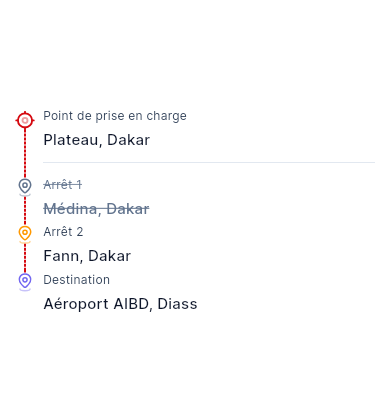 Point de prise en charge
Plateau, Dakar
Arrêt 1
Médina, Dakar
Arrêt 2
Fann, Dakar
Destination
Aéroport AIBD, Diass